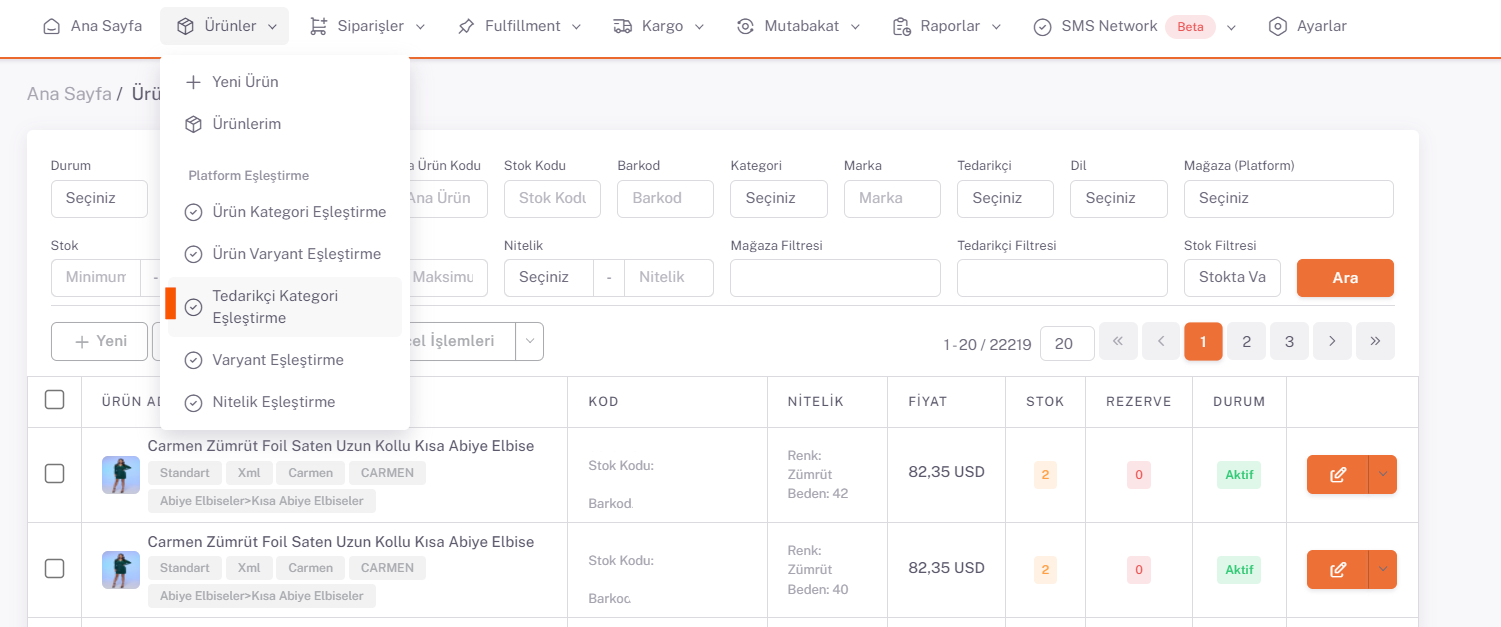 Ana Sayfa Ürünler Siparişler Fulfillment Kargo Mutabakat Raporlar SMS Network Beta Ayarlar
Yeni Ürün
Ana Sayfa / Ürü
Ürünlerim
Platform Eşleştirme
Ürün Kategori Eşleştirme
Ürün Varyant Eşleştirme
Tedarikçi Kategori
Eşleştirme
Varyant Eşleştirme
Nitelik Eşleştirme
Durum Ürün Kodu Stok Kodu Barkod Kategori Marka Tedarikçi Dil Mağaza (Platform)
Seçiniz Ana Ürün Stok Kodu Barkod Seçiniz Marka Seçiniz Seçiniz Seçiniz
Stok Nitelik Mağaza Filtresi Tedarikçi Filtresi Stok Filtresi
Minimum - Maksimu Seçiniz - Nitelik Stokta Va Ara
Yeni cel İşlemleri 1 - 20 / 22219 20 « < 1 2 3 > »
ÜRÜN AD KOD NİTELİK FİYAT STOK REZERVE DURUM
Carmen Zümrüt Foil Saten Uzun Kollu Kısa Abiye Elbise
Standart Xml Carmen CARMEN
Abiye Elbiseler>Kısa Abiye Elbiseler
Stok Kodu:
Barkod
Renk:
Zümrüt
Beden: 42
82,35 USD 2 0 Aktif
Carmen Zümrüt Foil Saten Uzun Kollu Kısa Abiye Elbise
Standart Xml Carmen CARMEN
Abiye Elbiseler>Kısa Abiye Elbiseler
Stok Kodu:
Barkod
Renk:
Zümrüt
Beden: 40
82,35 USD 2 0 Aktif